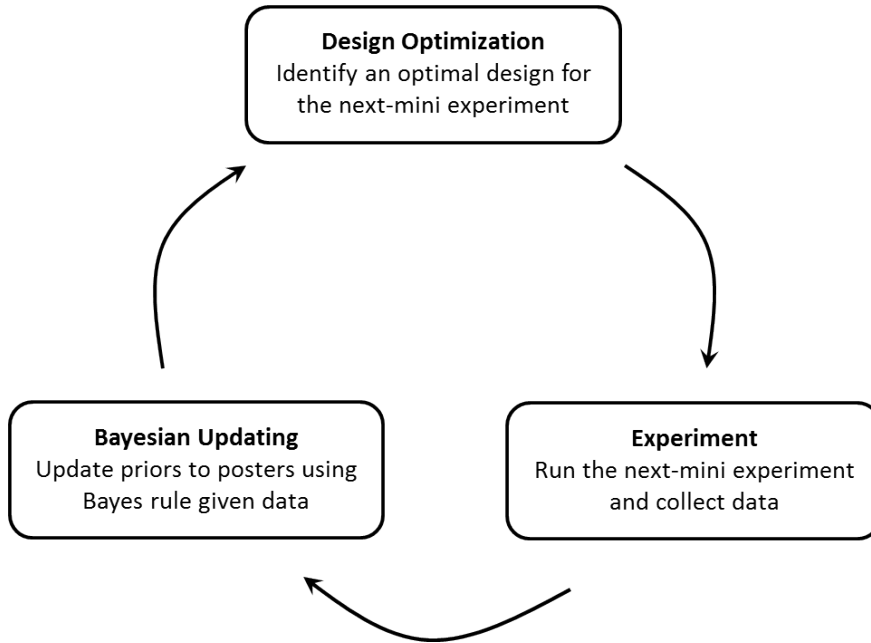 Design Optimization
Identify an optimal design for
the next-mini experiment
Bayesian Updating
Update priors to posters using
Bayes rule given data
Experiment
Run the next-mini experiment
and collect data